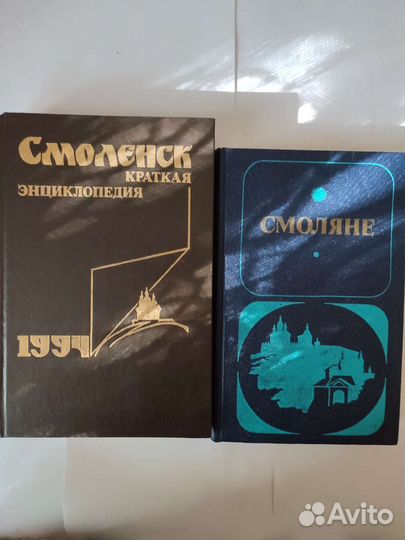 Смоленск
КРАТКАЯ
ЭНЦИКЛОПЕДИЯ
1994
СМОЛЯНЕ
Avito